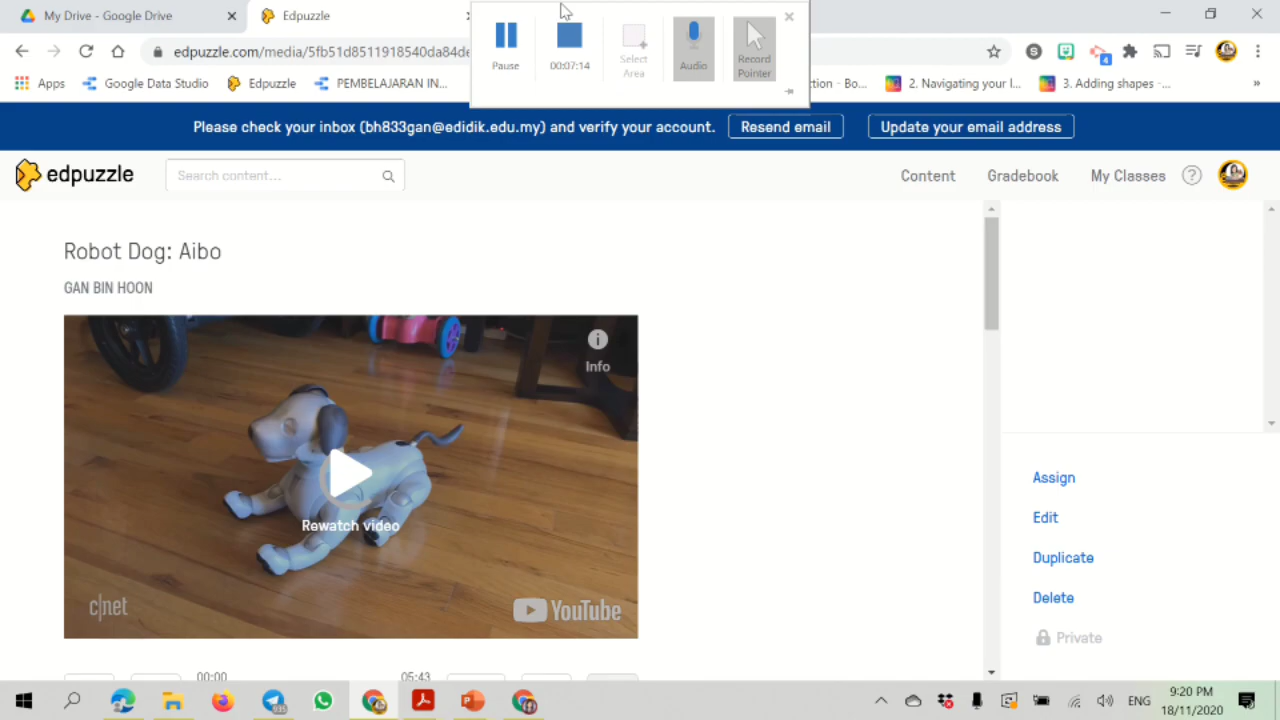 My Drive - Google Drive
Edpuzzle
edpuzzle.com/media/5fb51d8511918540da84de
Pause
00:07:14
Select
Area
Audio
Record
Pointer
4
Apps
Google Data Studio
Edpuzzle
PEMBELAJARAN IN...
ction - Bo...
2. Navigating your I...
3. Adding shapes -...
»
Please check your inbox (bh833gan@edidik.edu.my) and verify your account.
Resend email
Update your email address
edpuzzle
Search content...
Content
Gradebook
My Classes
?
Robot Dog: Aibo
GAN BIN HOON
Info
Rewatch video
c|net
YouTube
00:00
05:43
Assign
Edit
Duplicate
Delete
Private
ENG
9:20 PM
18/11/2020